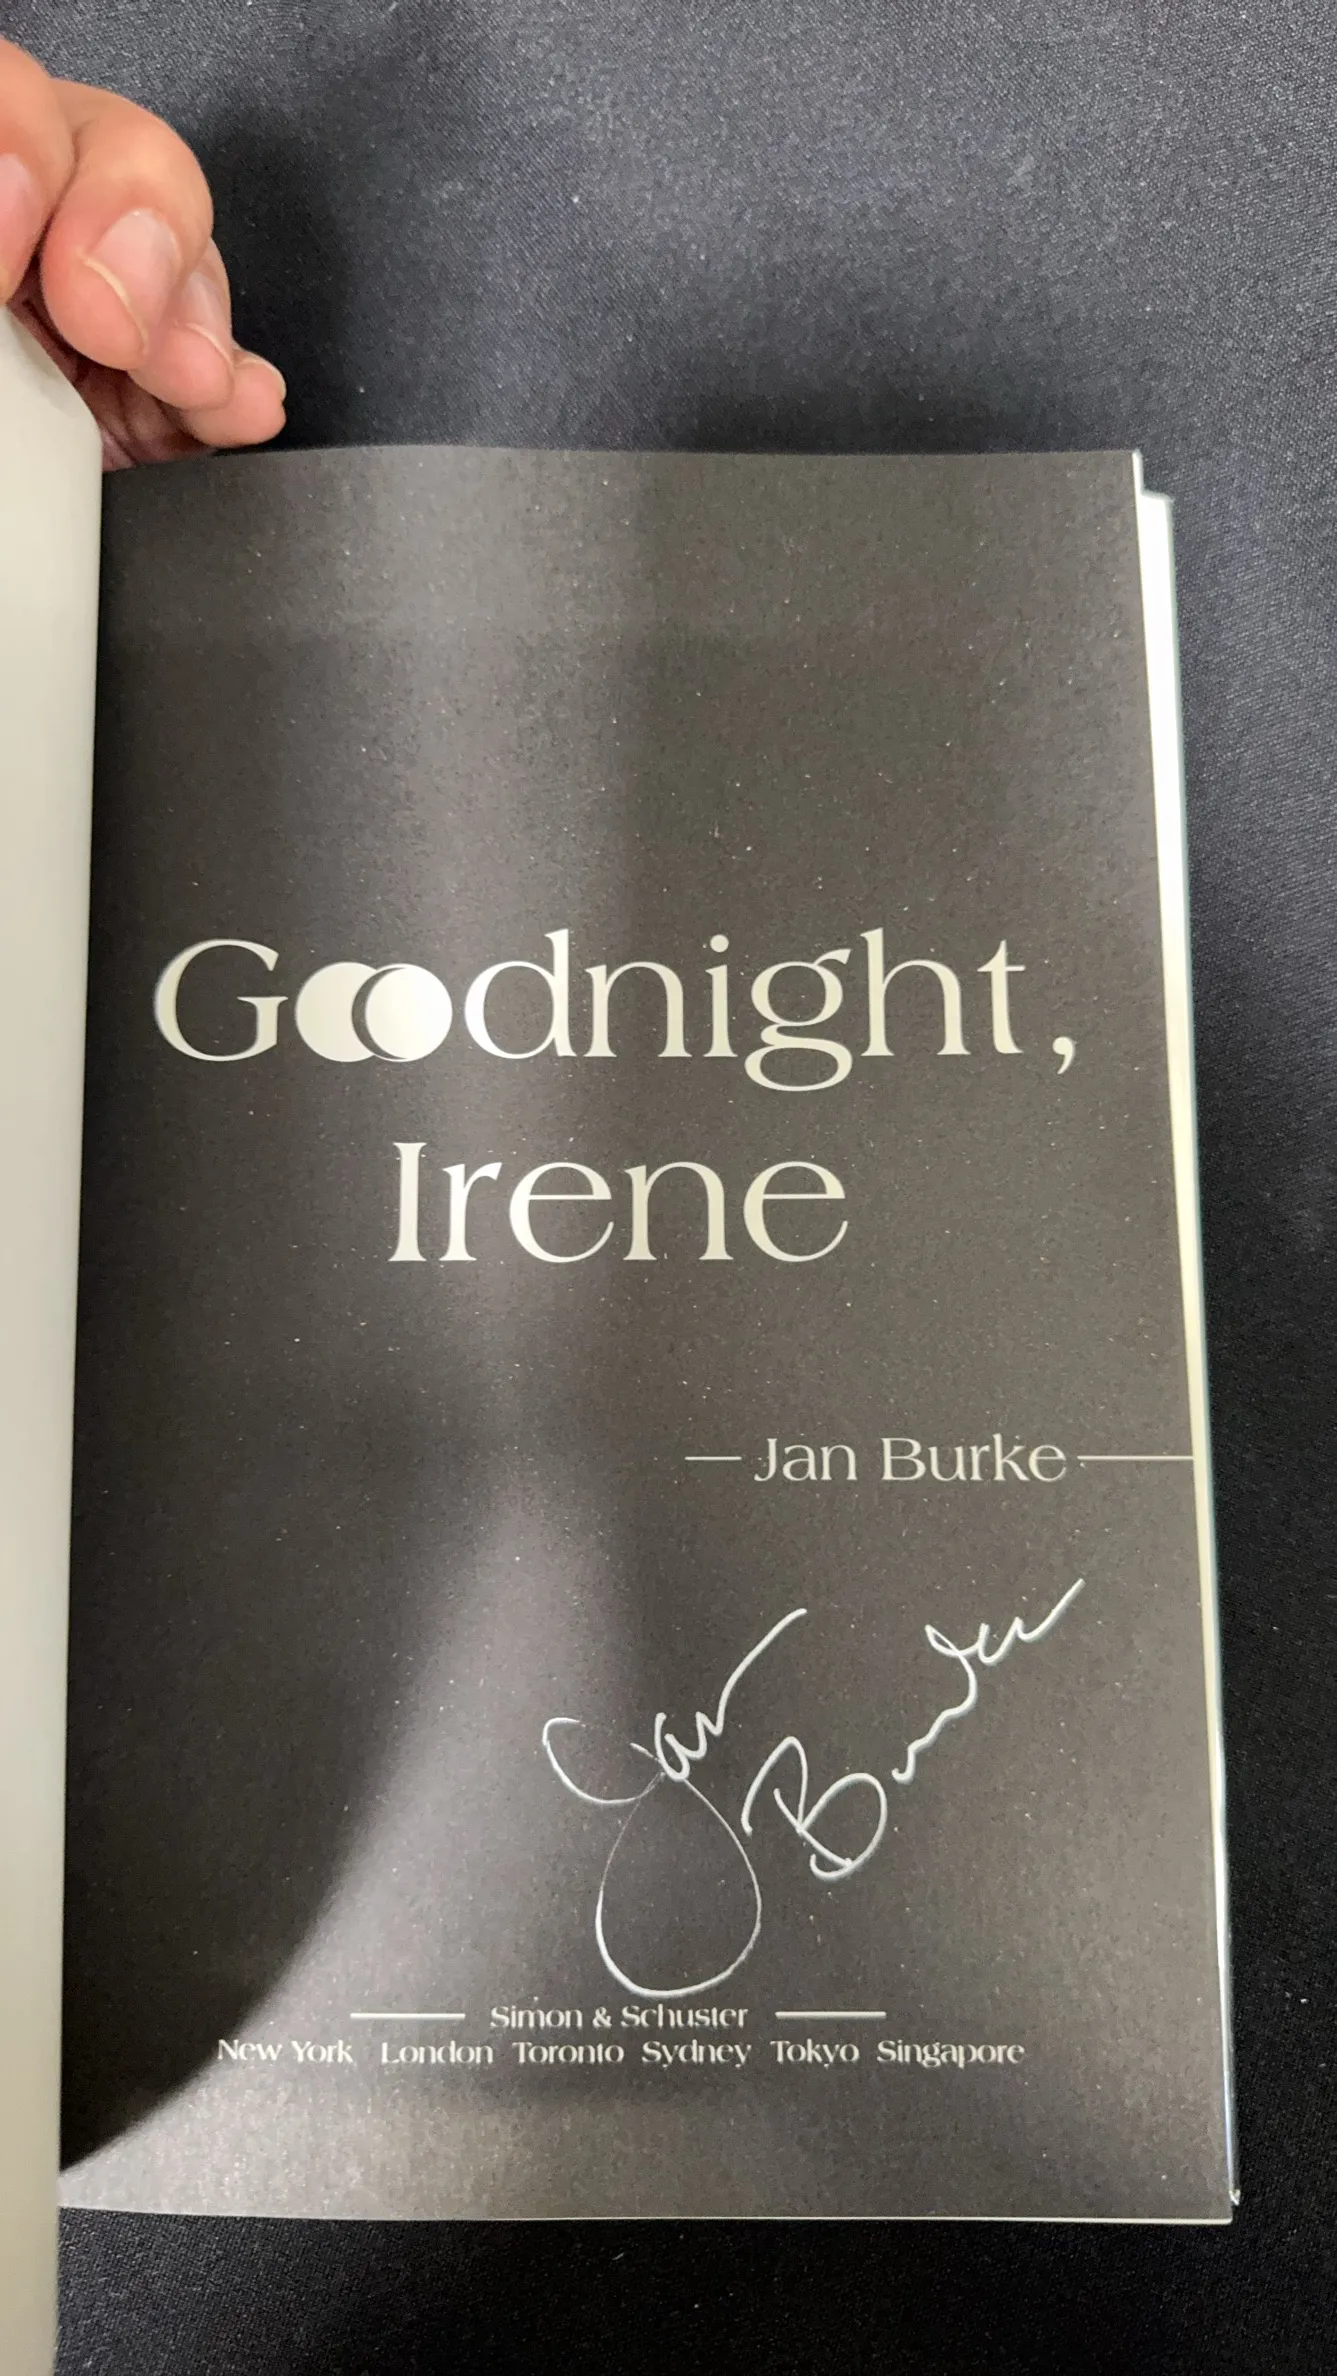 Goodnight,
Irene
Jan Burke
Jan Burke
Simon & Schuster
New York London Toronto Sydney Tokyo Singapore